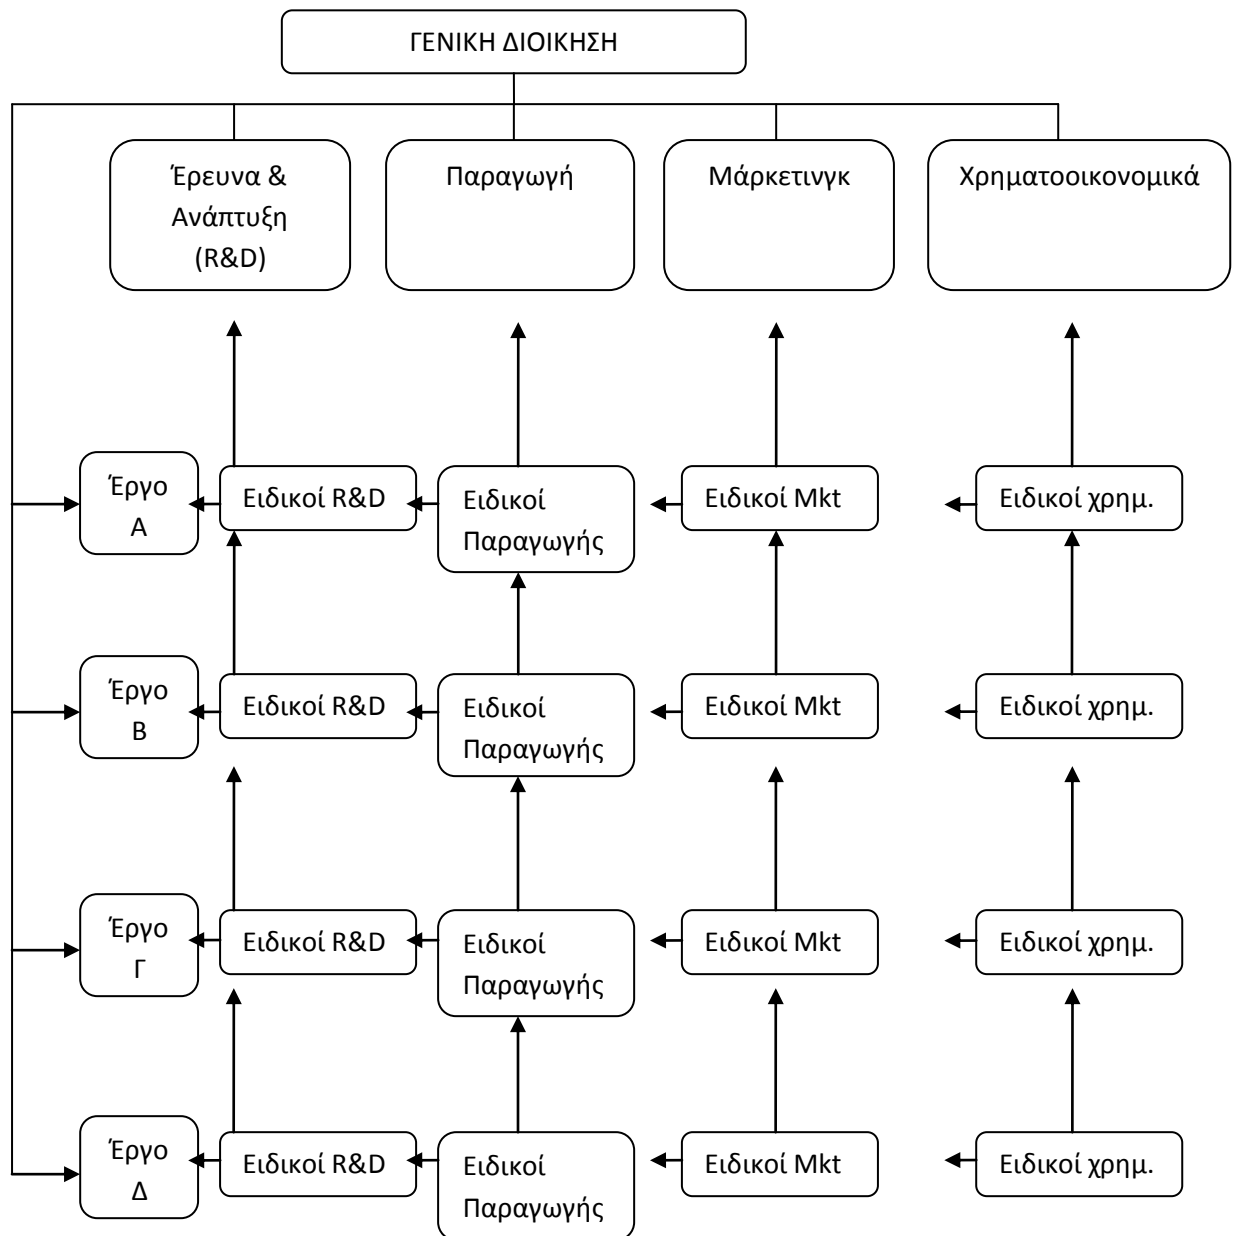 ΓΕΝΙΚΗ ΔΙΟΙΚΗΣΗ
Έρευνα &
Ανάπτυξη
(R&D)
Παραγωγή
Μάρκετινγκ
Χρηματοοικονομικά
Έργο
Α
Ειδικοί R&D
Ειδικοί
Παραγωγής
Ειδικοί Mkt
Ειδικοί χρημ.
Έργο
Β
Ειδικοί R&D
Ειδικοί
Παραγωγής
Ειδικοί Mkt
Ειδικοί χρημ.
Έργο
Γ
Ειδικοί R&D
Ειδικοί
Παραγωγής
Ειδικοί Mkt
Ειδικοί χρημ.
Έργο
Δ
Ειδικοί R&D
Ειδικοί
Παραγωγής
Ειδικοί Mkt
Ειδικοί χρημ.